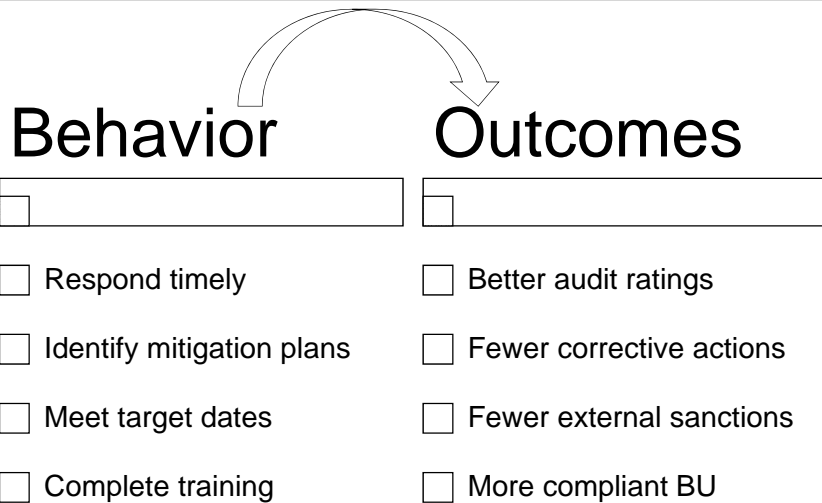 Behavior
Respond timely
Identify mitigation plans
Meet target dates
Complete training
Outcomes
Better audit ratings
Fewer corrective actions
Fewer external sanctions
More compliant BU